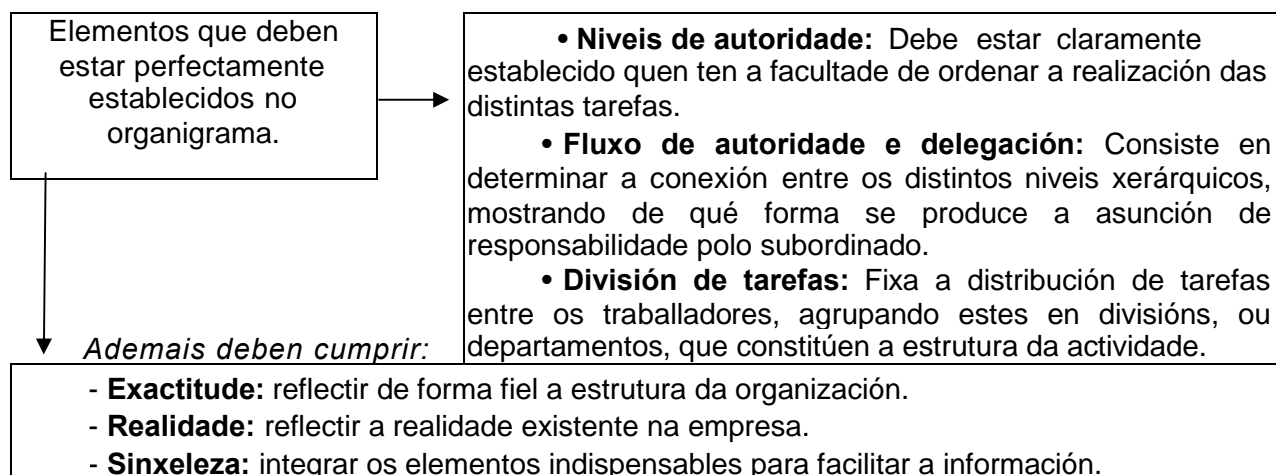 Elementos que deben
estar perfectamente
establecidos no
organigrama.
• Niveis de autoridade: Debe estar claramente
establecido quen ten a facultade de ordenar a realización das
distintas tarefas.
• Fluxo de autoridade e delegación: Consiste en
determinar a conexión entre os distintos niveis xerárquicos,
mostrando de qué forma se produce a asunción de
responsabilidade polo subordinado.
• División de tarefas: Fixa a distribución de tarefas
entre os traballadores, agrupando estes en divisións, ou
departamentos, que constitúen a estrutura da actividade.
Ademais deben cumprir:
- Exactitude: reflectir de forma fiel a estrutura da organización.
- Realidade: reflectir a realidade existente na empresa.
- Sinxeleza: integrar os elementos indispensables para facilitar a información.